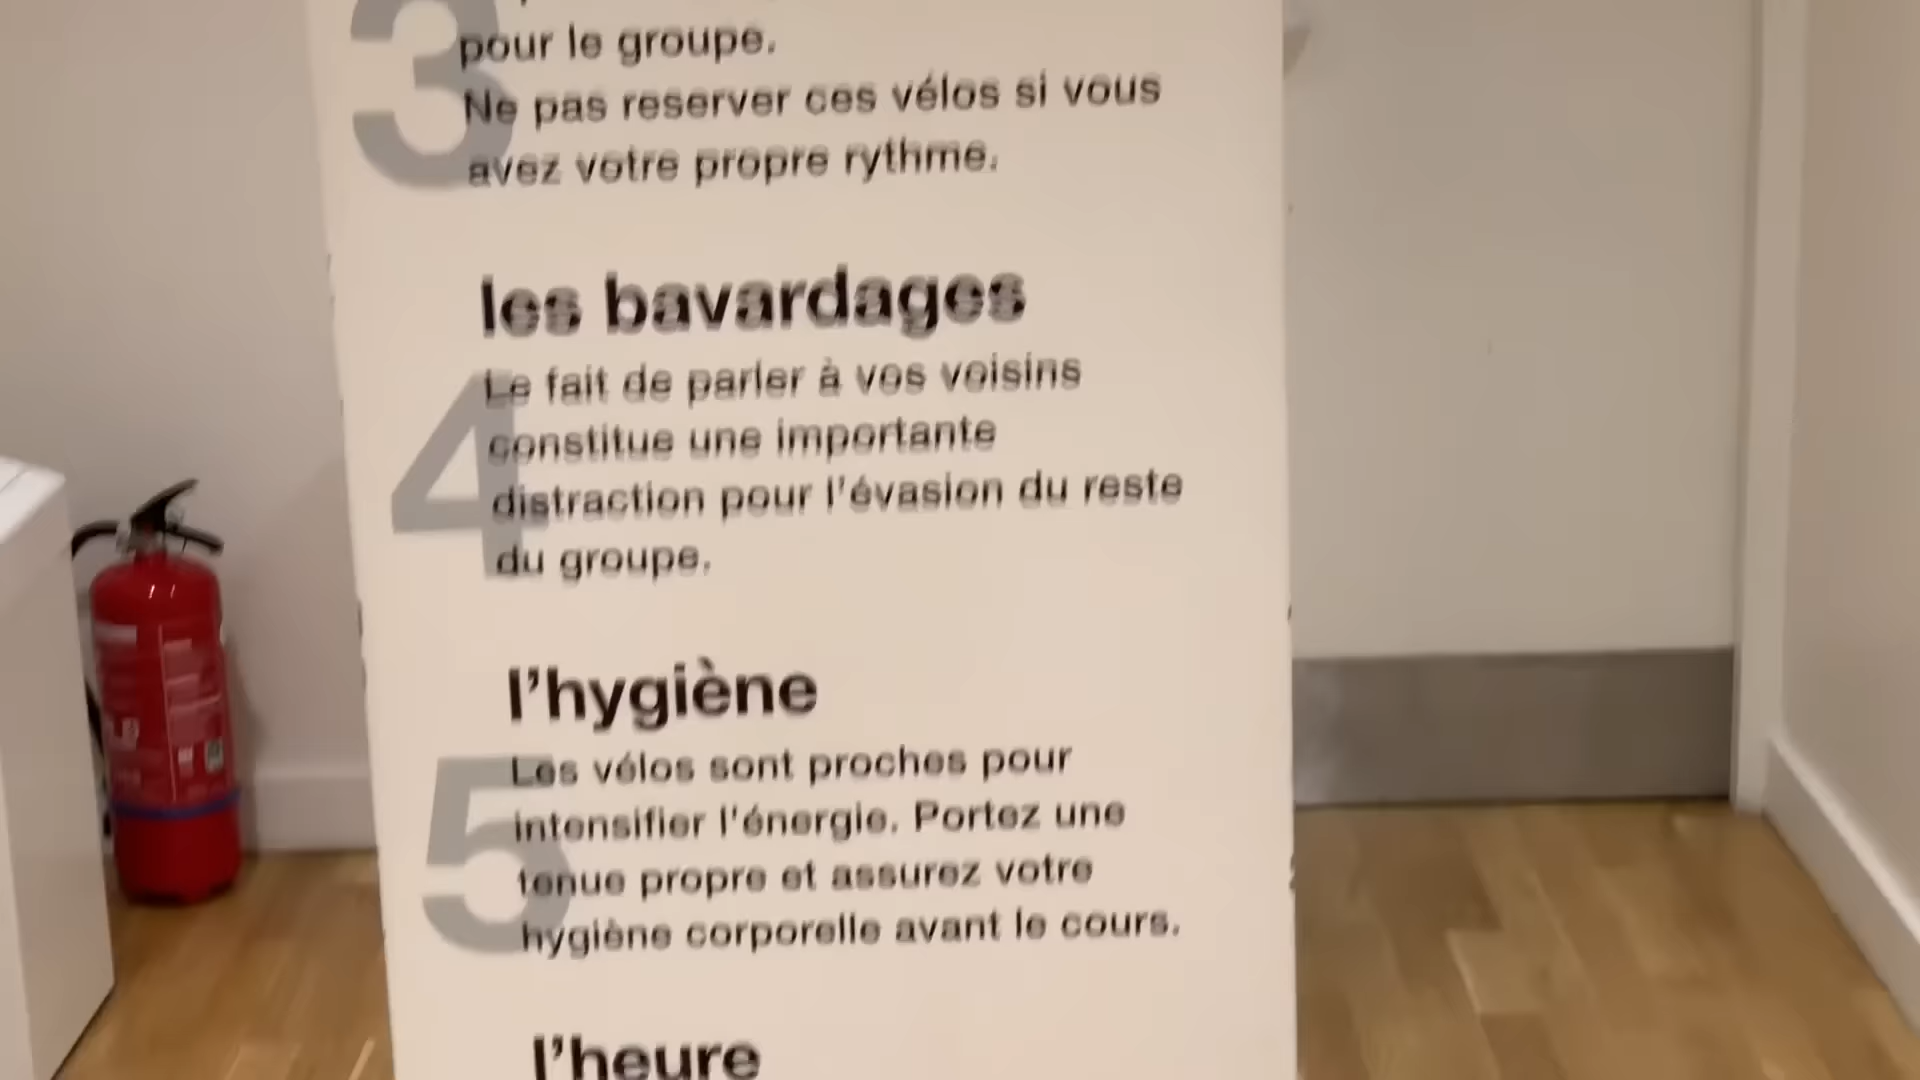 3
pour le groupe.
Ne pas reserver ces vélos si vous
avez votre propre rythme.
les bavardages
4
Le fait de parler à vos voisins
constitue une importante
distraction pour l'évasion du reste
du groupe.
l'hygiène
5
Les vélos sont proches pour
intensifier l'énergie. Portez une
tenue propre et assurez votre
hygiène corporelle avant le cours.
l'heure